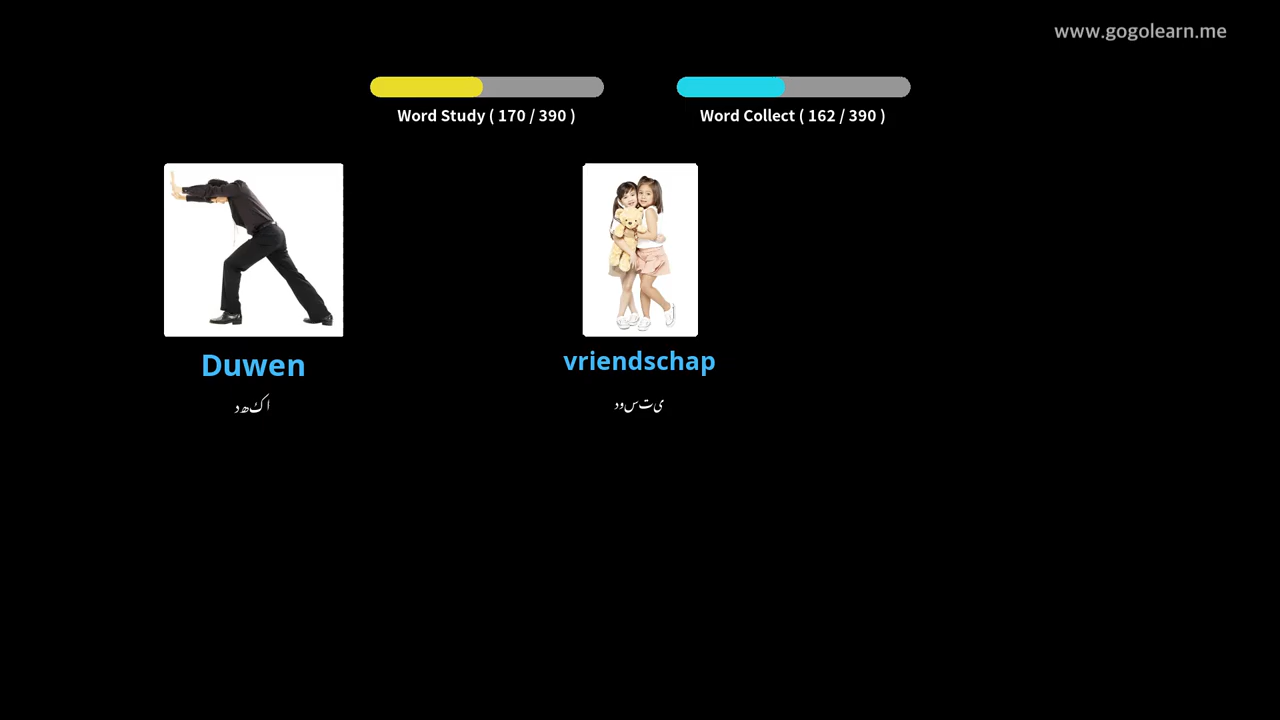 www.gogolearn.me
Word Study ( 170 / 390 )
Word Collect ( 162 / 390 )
Duwen
دھکا
vriendschap
دوستی